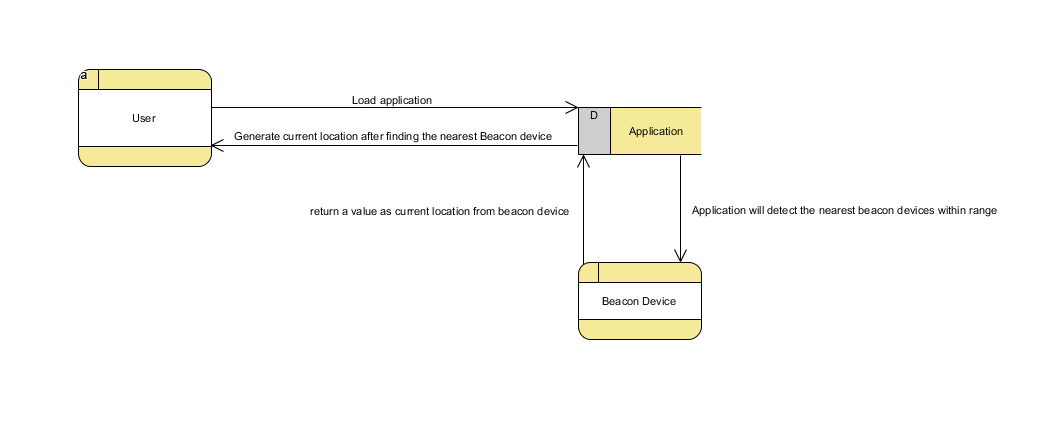 a
User
Load application
D
Application
Generate current location after finding the nearest Beacon device
return a value as current location from beacon device
Application will detect the nearest beacon devices within range
Beacon Device